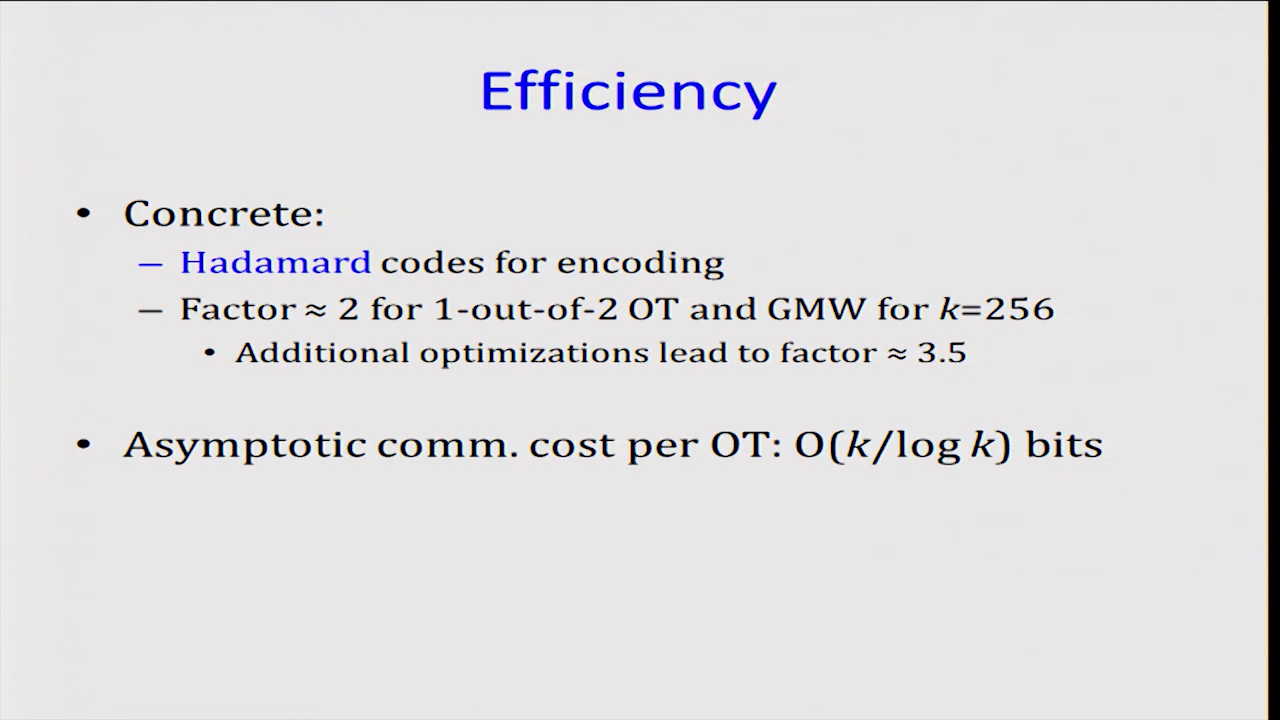 Efficiency
• Concrete:
– Hadamard codes for encoding
– Factor ≈ 2 for 1-out-of-2 OT and GMW for k=256
• Additional optimizations lead to factor ≈ 3.5
• Asymptotic comm. cost per OT: O(k/log k) bits